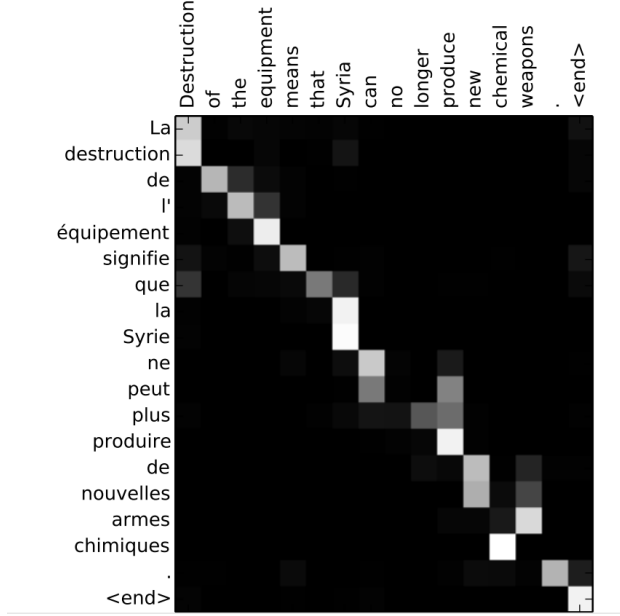 Destruction
of
the
equipment
means
that
Syria
can
no
longer
produce
new
chemical
weapons
.
<end>
La
destruction
de
l'
équipement
signifie
que
la
Syrie
ne
peut
plus
produire
de
nouvelles
armes
chimiques
.
<end>